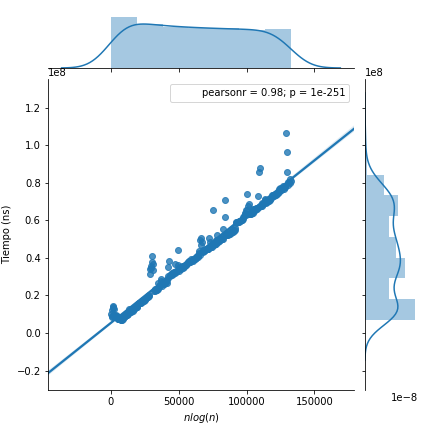 1e8
1e8
pearsonr = 0.98; p = 1e-251
1.2
1.0
0.8
0.6
0.4
0.2
0.0
−0.2
Tiempo (ns)
0 50000 100000 150000
1e−8
nlog(n)